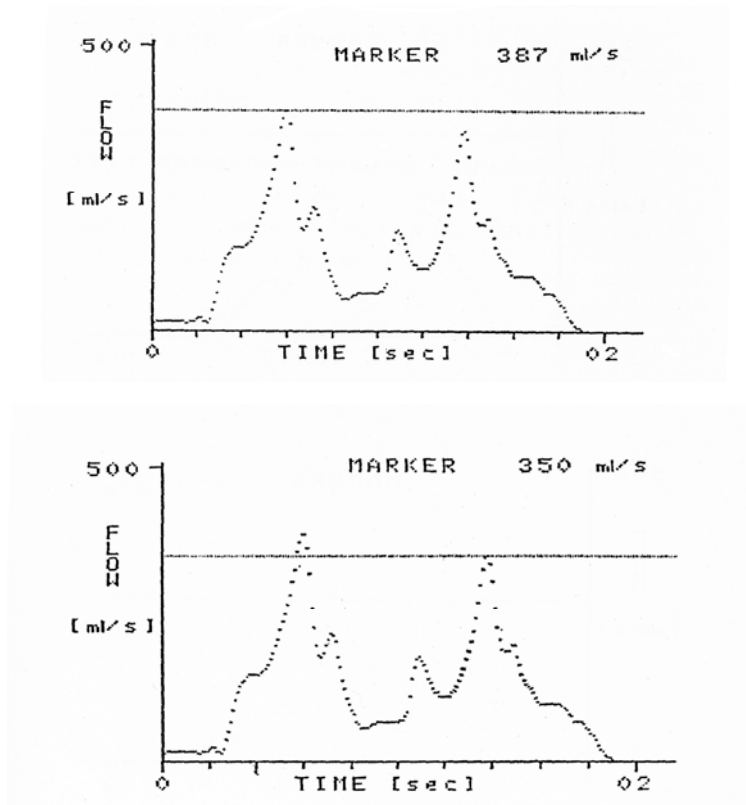 500
MARKER 387 ml/s
FLOW
[ml/s]
0 TIME [sec] 02
500
MARKER 350 ml/s
FLOW
[ml/s]
0 TIME [sec] 02